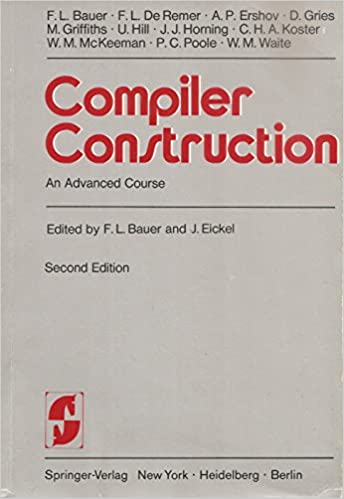 F. L. Bauer · F. L. De Remer · A. P. Ershov · D. Gries
M. Griffiths · U. Hill · J. J. Horning · C. H. A. Koster
W. M. McKeeman · P. C. Poole · W. M. Waite
Compiler
Construction
An Advanced Course
Edited by F. L. Bauer and J. Eickel
Second Edition
Springer-Verlag New York · Heidelberg · Berlin